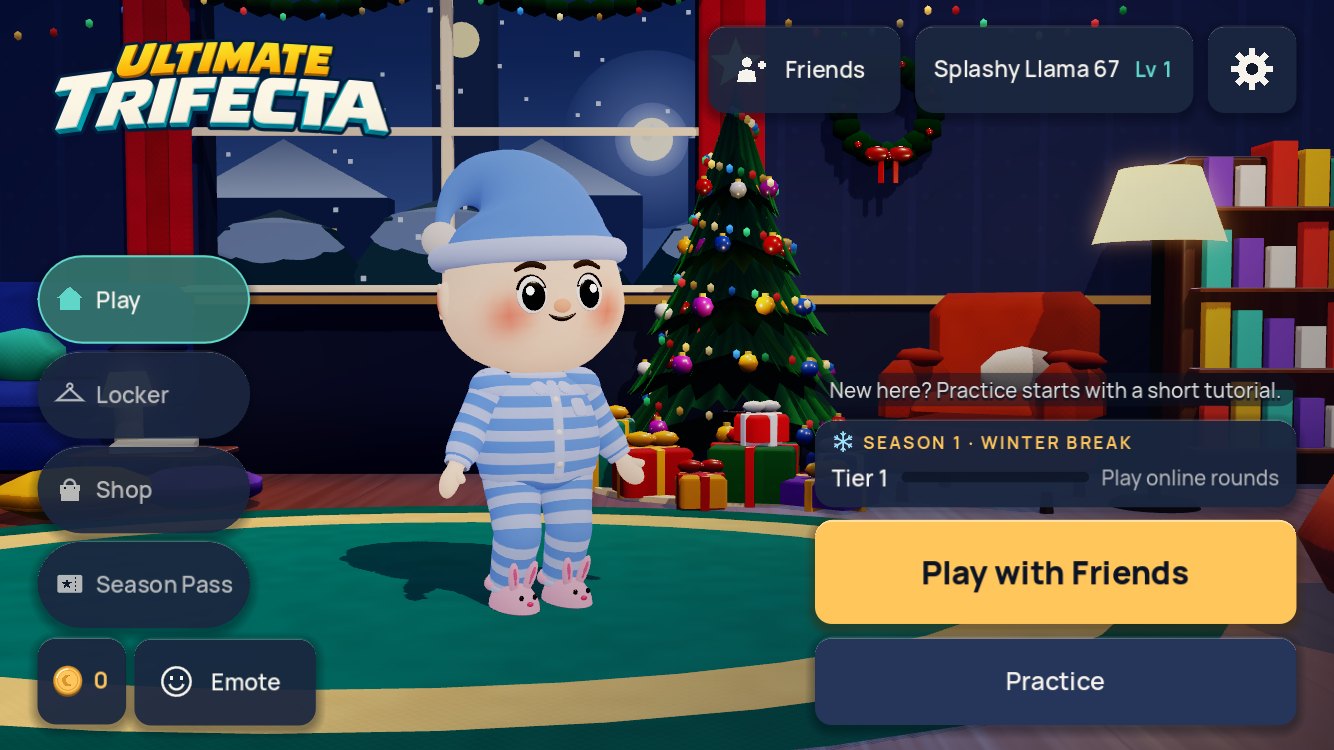 ULTIMATE
TRIFECTA
Friends
Splashy Llama 67 Lv 1
Play
Locker
Shop
Season Pass
0
Emote
New here? Practice starts with a short tutorial.
SEASON 1 · WINTER BREAK
Tier 1
Play online rounds
Play with Friends
Practice